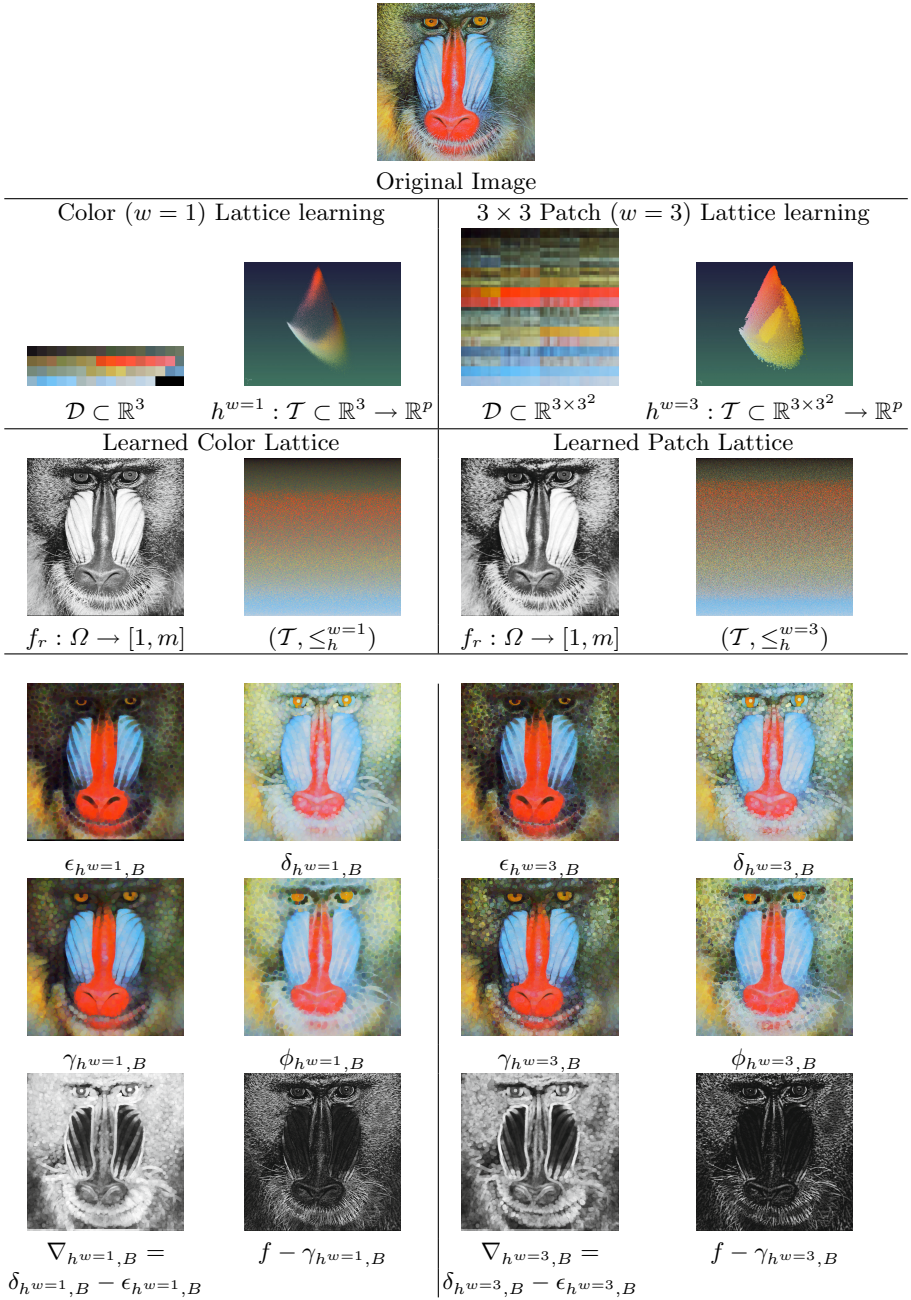 Original Image
Color (w = 1) Lattice learning
3 × 3 Patch (w = 3) Lattice learning
𝒟 ⊂ ℝ³
h^{w=1} : 𝒯 ⊂ ℝ³ → ℝ^p
𝒟 ⊂ ℝ^{3×3²}
h^{w=3} : 𝒯 ⊂ ℝ^{3×3²} → ℝ^p
Learned Color Lattice
Learned Patch Lattice
f_r : Ω → [1, m]
(𝒯, ≤_h^{w=1})
f_r : Ω → [1, m]
(𝒯, ≤_h^{w=3})
ϵ_{h^{w=1},B}
δ_{h^{w=1},B}
ϵ_{h^{w=3},B}
δ_{h^{w=3},B}
γ_{h^{w=1},B}
ϕ_{h^{w=1},B}
γ_{h^{w=3},B}
ϕ_{h^{w=3},B}
∇_{h^{w=1},B} =
δ_{h^{w=1},B} − ϵ_{h^{w=1},B}
f − γ_{h^{w=1},B}
∇_{h^{w=3},B} =
δ_{h^{w=3},B} − ϵ_{h^{w=3},B}
f − γ_{h^{w=3},B}